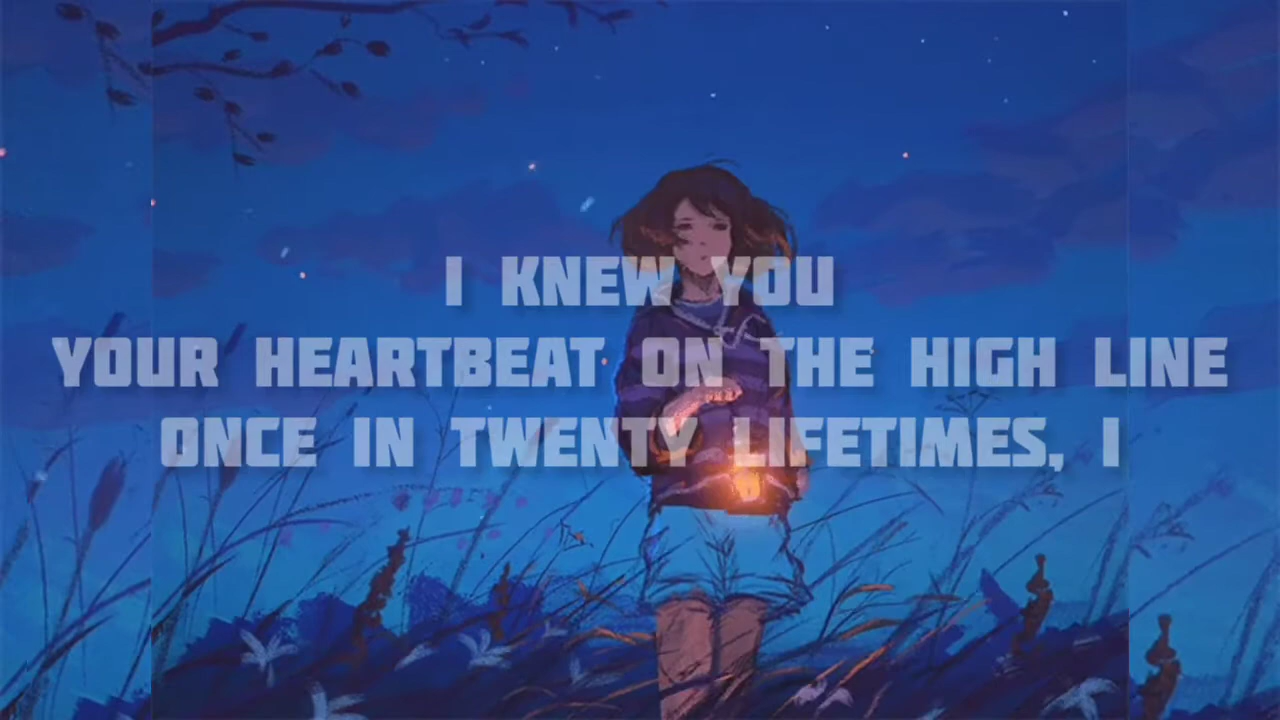 I KNEW YOU
YOUR HEARTBEAT ON THE HIGH LINE
ONCE IN TWENTY LIFETIMES, I